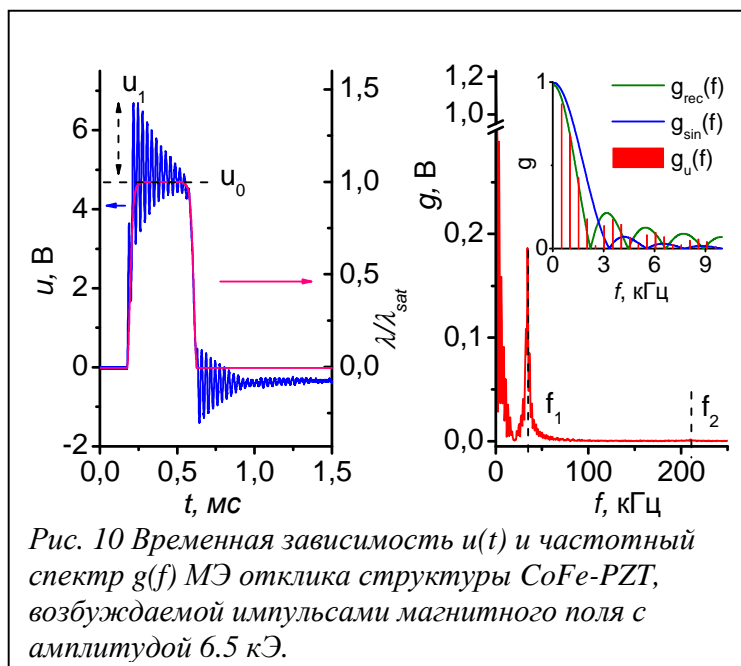 u₁
u₀
6
4
2
0
-2
u, В
1,5
1,0
0,5
0,0
λ/λsat
0,0 0,5 1,0 1,5
t, мс
1,2
1,0
0,2
0,1
0,0
g, В
f₁
f₂
0 100 200
f, кГц
1
0
g
grec(f)
gsin(f)
gu(f)
0 3 6 9
f, кГц
Рис. 10 Временная зависимость u(t) и частотный
спектр g(f) МЭ отклика структуры CoFe-PZT,
возбуждаемой импульсами магнитного поля с
амплитудой 6.5 кЭ.